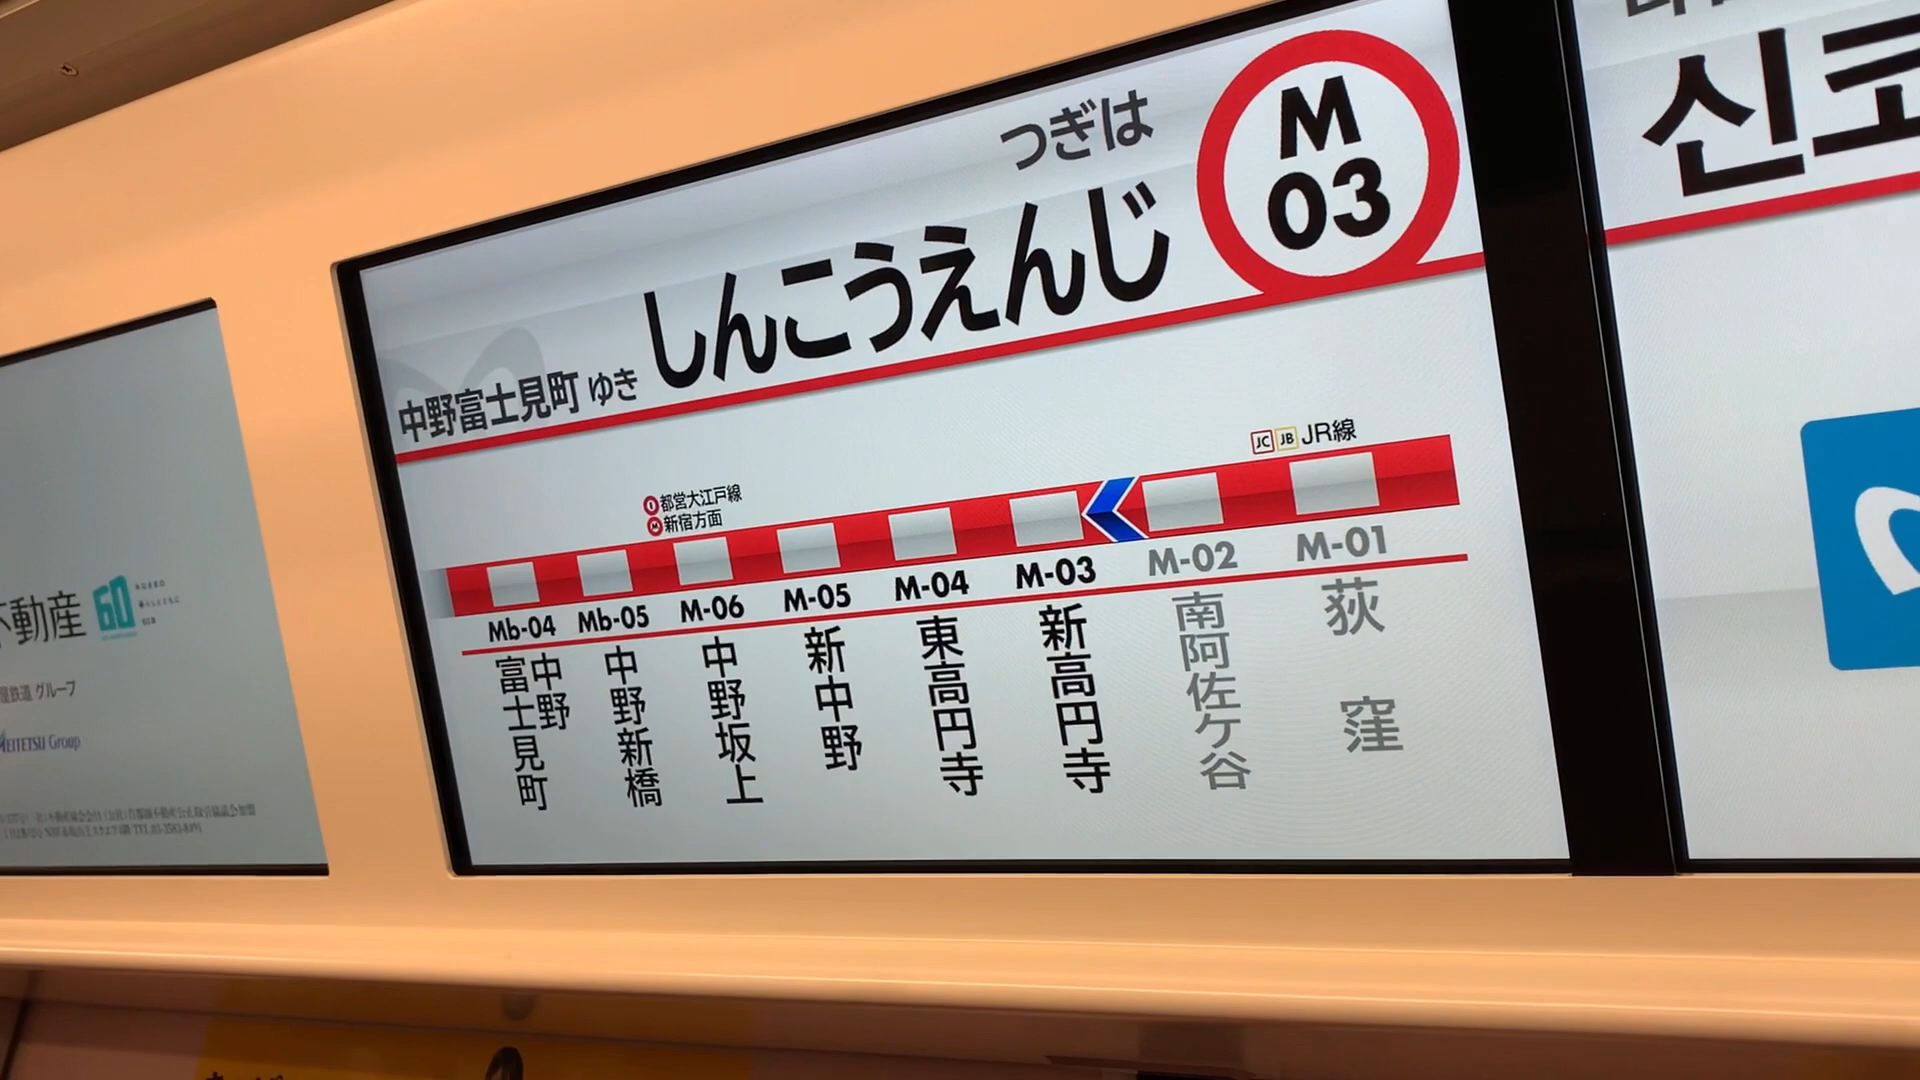 つぎは
しんこうえんじ
M
03
中野富士見町 ゆき
JC JB JR線
都営大江戸線
M 新宿方面
Mb-04 Mb-05 M-06 M-05 M-04 M-03 M-02 M-01
中野富士見町
中野新橋
中野坂上
新中野
東高円寺
新高円寺
南阿佐ケ谷
荻窪
신코
不動産 60
鉄道 グループ
MEITETSU Group